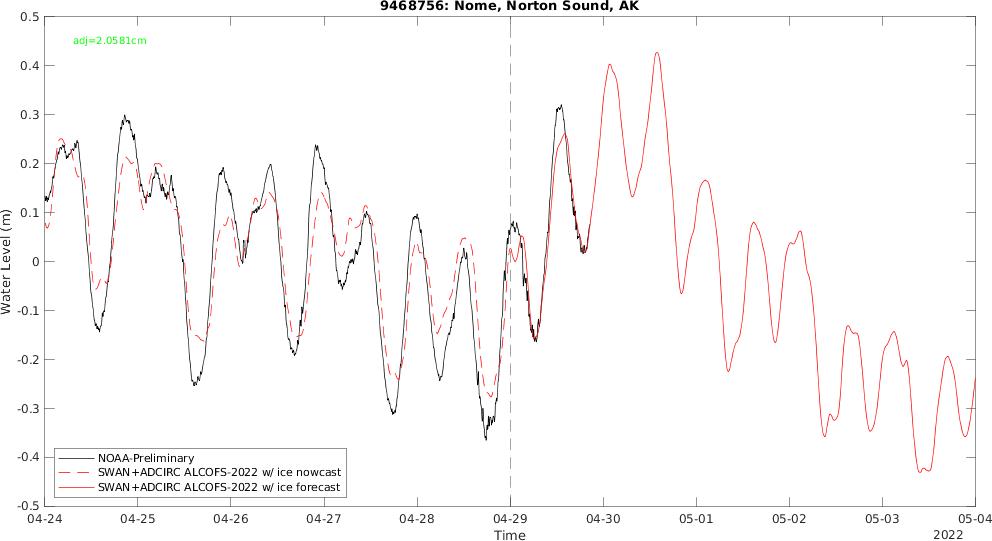 9468756: Nome, Norton Sound, AK
adj=2.0581cm
0.5
0.4
0.3
0.2
0.1
0
-0.1
-0.2
-0.3
-0.4
-0.5
Water Level (m)
NOAA-Preliminary
SWAN+ADCIRC ALCOFS-2022 w/ ice nowcast
SWAN+ADCIRC ALCOFS-2022 w/ ice forecast
04-24 04-25 04-26 04-27 04-28 04-29 04-30 05-01 05-02 05-03 05-04
Time
2022